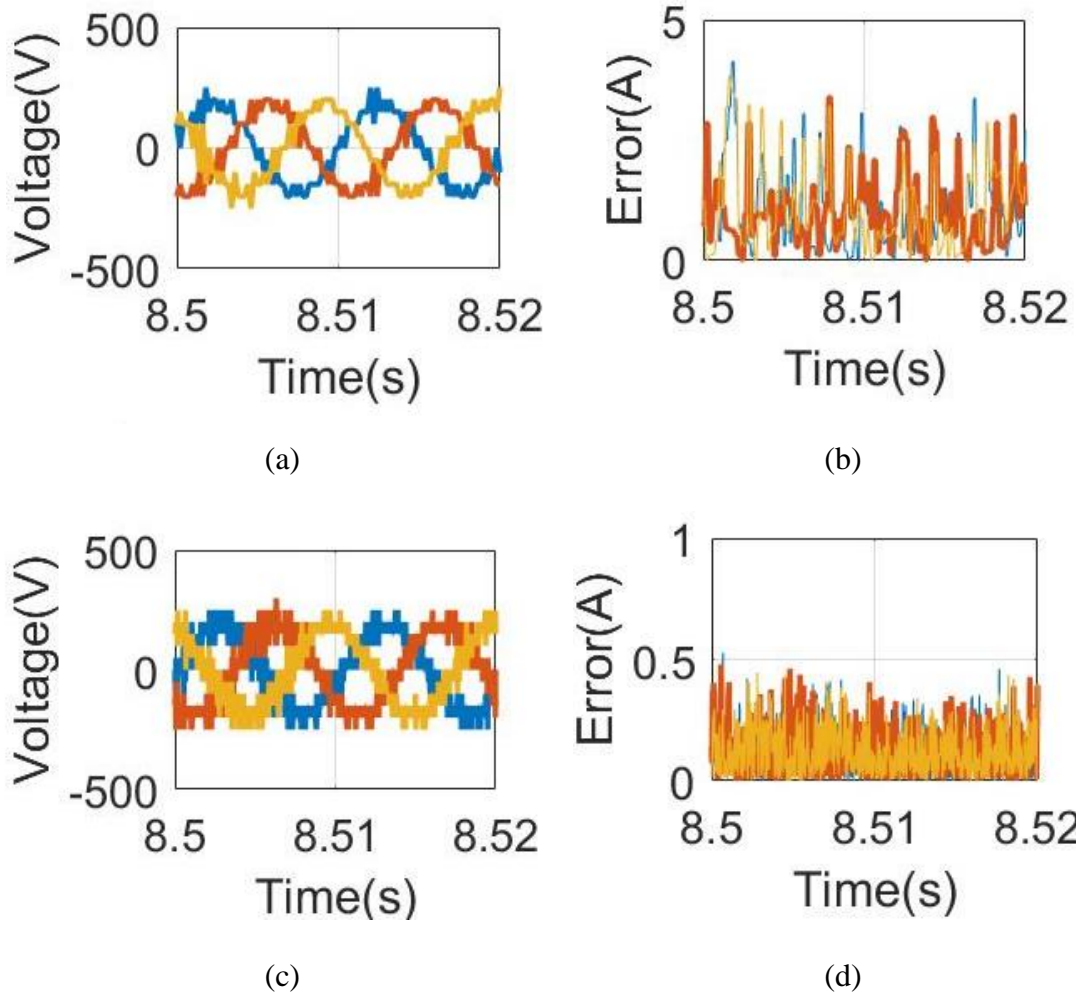 500
0
-500
Voltage(V)
8.5 8.51 8.52
Time(s)
(a)
5
0
Error(A)
8.5 8.51 8.52
Time(s)
(b)
500
0
-500
Voltage(V)
8.5 8.51 8.52
Time(s)
(c)
1
0.5
0
Error(A)
8.5 8.51 8.52
Time(s)
(d)